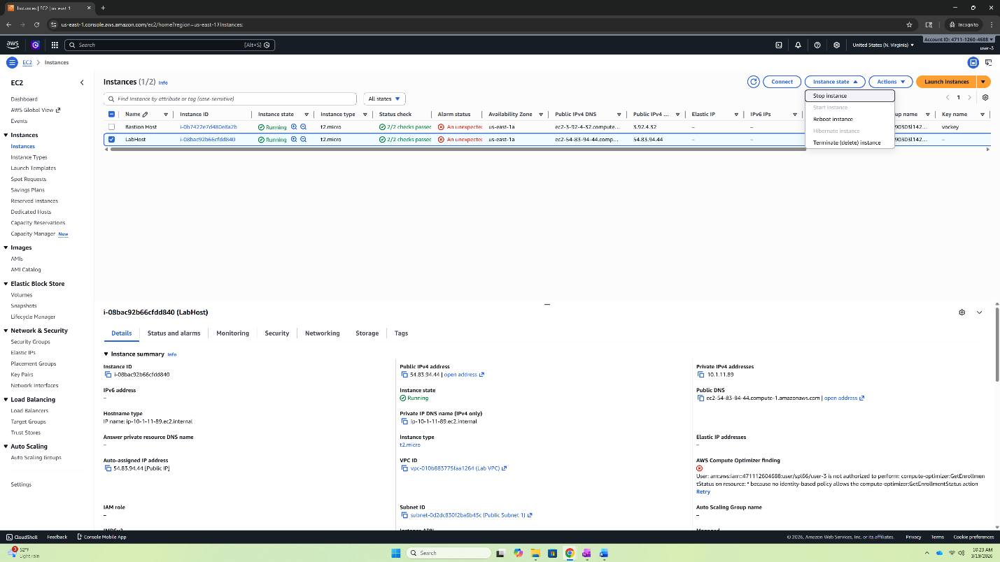 Instances | EC2 | us-east-1
us-east-1.console.aws.amazon.com/ec2/home?region=us-east-1#Instances:
Incognito
aws
Search
[Alt+S]
United States (N. Virginia)
Account ID: 4711-1260-4688
user-3
EC2
Instances
EC2
Dashboard
AWS Global View
Events
Instances
Instances
Instance Types
Launch Templates
Spot Requests
Savings Plans
Reserved Instances
Dedicated Hosts
Capacity Reservations
Capacity Manager New
Images
AMIs
AMI Catalog
Elastic Block Store
Volumes
Snapshots
Lifecycle Manager
Network & Security
Security Groups
Elastic IPs
Placement Groups
Key Pairs
Network Interfaces
Load Balancing
Load Balancers
Target Groups
Trust Stores
Auto Scaling
Auto Scaling Groups
Settings
Instances (1/2) Info
Connect
Instance state
Actions
Launch instances
Find Instance by attribute or tag (case-sensitive)
All states
1
Stop instance
Start instance
Reboot instance
Hibernate instance
Terminate (delete) instance
Name Instance ID Instance state Instance type Status check Alarm status Availability Zone Public IPv4 DNS Public IPv4 ... Elastic IP IPv6 IPs up name Key name
Bastion Host i-0b7422e7d480e8a2b Running t2.micro 2/2 checks passec An unexpected us-east-1a ec2-3-92-4-32.compute... 3.92.4.32 – – 90303l142... vockey
LabHost i-08bac92b66cfdd840 Running t2.micro 2/2 checks passec An unexpected us-east-1a ec2-54-83-94-44.comp... 54.83.94.44 – – 90303l142... –
i-08bac92b66cfdd840 (LabHost)
Details
Status and alarms
Monitoring
Security
Networking
Storage
Tags
Instance summary Info
Instance ID
i-08bac92b66cfdd840
Public IPv4 address
54.83.94.44 | open address
Private IPv4 addresses
10.1.11.89
IPv6 address
–
Instance state
Running
Public DNS
ec2-54-83-94-44.compute-1.amazonaws.com | open address
Hostname type
IP name: ip-10-1-11-89.ec2.internal
Private IP DNS name (IPv4 only)
ip-10-1-11-89.ec2.internal
Answer private resource DNS name
–
Instance type
t2.micro
Elastic IP addresses
–
Auto-assigned IP address
54.83.94.44 [Public IP]
VPC ID
vpc-010b883775faa1264 (Lab VPC)
AWS Compute Optimizer finding
User: arn:aws:iam::471112604688:user/spl66/user-3 is not authorized to perform: compute-optimizer:GetEnrollmen
tStatus on resource: * because no identity-based policy allows the compute-optimizer:GetEnrollmentStatus action
Retry
IAM role
–
Subnet ID
subnet-0d2dc830f2ba6b45c (Public Subnet 1)
Auto Scaling Group name
–
CloudShell
Feedback
Console Mobile App
© 2026, Amazon Web Services, Inc. or its affiliates.
Privacy
Terms
Cookie preferences
3
52°F
Light rain
Search
10:23 AM
3/19/2026